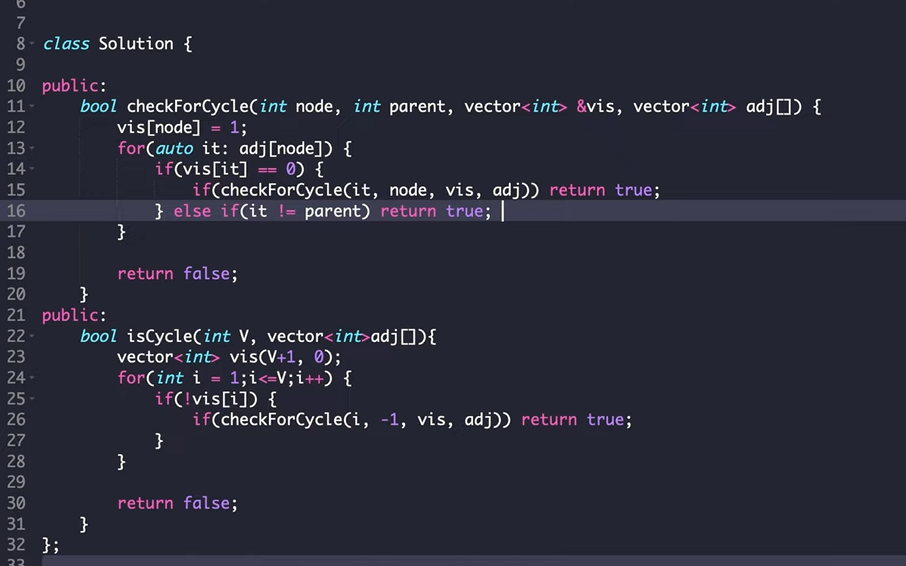 6
7
8 class Solution {
9
10 public:
11     bool checkForCycle(int node, int parent, vector<int> &vis, vector<int> adj[]) {
12         vis[node] = 1;
13         for(auto it: adj[node]) {
14             if(vis[it] == 0) {
15                 if(checkForCycle(it, node, vis, adj)) return true;
16             } else if(it != parent) return true;
17         }
18
19         return false;
20     }
21 public:
22     bool isCycle(int V, vector<int>adj[]){
23         vector<int> vis(V+1, 0);
24         for(int i = 1;i<=V;i++) {
25             if(!vis[i]) {
26                 if(checkForCycle(i, -1, vis, adj)) return true;
27             }
28         }
29
30         return false;
31     }
32 };
33